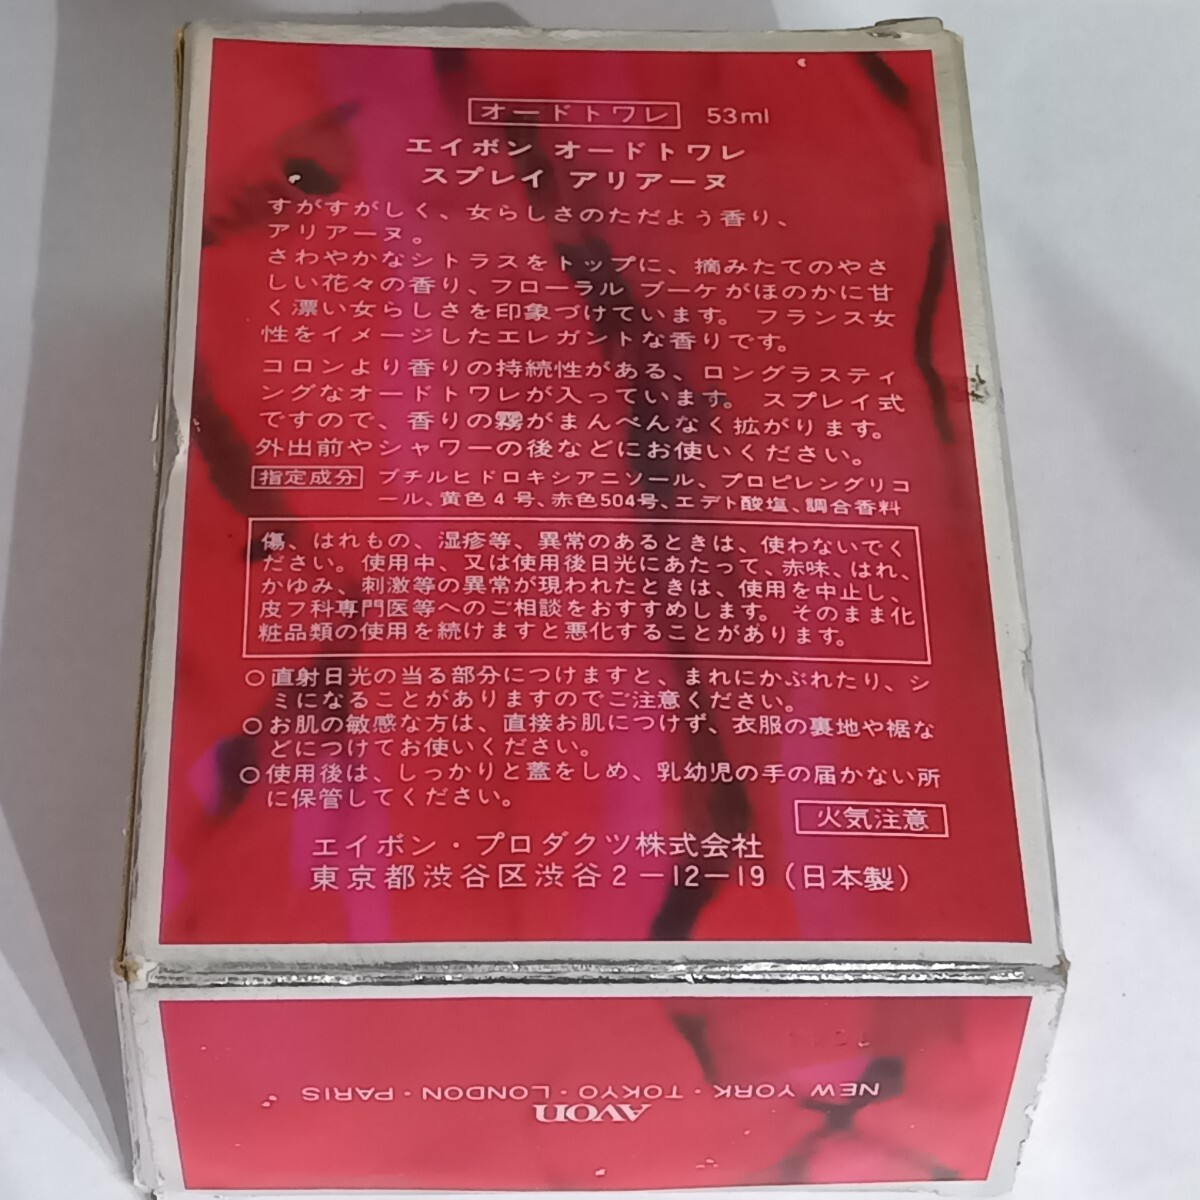 オードトワレ 53ml
エイボン オードトワレ
スプレイ アリアーヌ
すがすがしく、女らしさのただよう香り、
アリアーヌ。
さわやかなシトラスをトップに、摘みたてのやさ
しい花々の香り、フローラル ブーケがほのかに甘
く漂い女らしさを印象づけています。フランス女
性をイメージしたエレガントな香りです。
コロンより香りの持続性がある、ロングラスティ
ングなオードトワレが入っています。スプレイ式
ですので、香りの霧がまんべんなく拡がります。
外出前やシャワーの後などにお使いください。
指定成分 ブチルヒドロキシアニソール、プロピレングリコ
ール、黄色4号、赤色504号、エデト酸塩、調合香料
傷、はれもの、湿疹等、異常のあるときは、使わないでく
ださい。使用中、又は使用後日光にあたって、赤味、はれ、
かゆみ、刺激等の異常が現われたときは、使用を中止し、
皮フ科専門医等へのご相談をおすすめします。そのまま化
粧品類の使用を続けますと悪化することがあります。
○直射日光の当る部分につけますと、まれにかぶれたり、シ
ミになることがありますのでご注意ください。
○お肌の敏感な方は、直接お肌につけず、衣服の裏地や裾な
どにつけてお使いください。
○使用後は、しっかりと蓋をしめ、乳幼児の手の届かない所
に保管してください。
火気注意
エイボン・プロダクツ株式会社
東京都渋谷区渋谷2-12-19(日本製)
AVON
NEW YORK・TOKYO・LONDON・PARIS